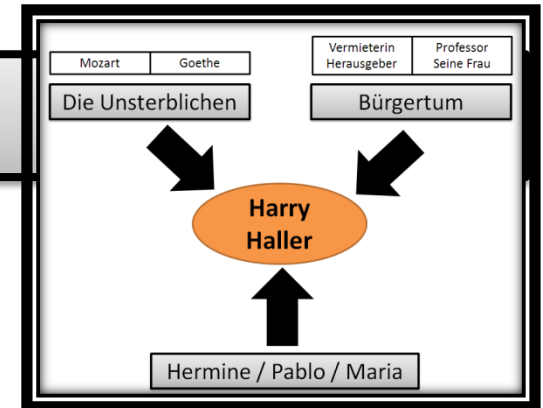 Mozart Goethe
Vermieterin Professor
Herausgeber Seine Frau
Die Unsterblichen Bürgertum
Harry
Haller
Hermine / Pablo / Maria